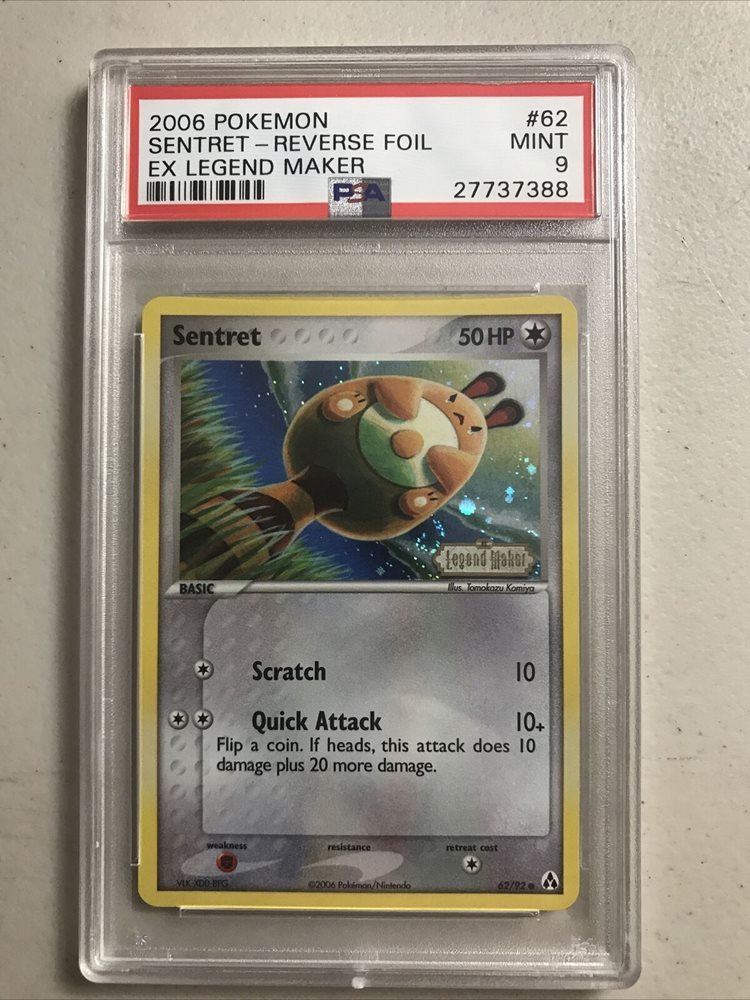 2006 POKEMON #62
SENTRET – REVERSE FOIL MINT
EX LEGEND MAKER 9
PSA 27737388
Sentret 50 HP
EX Legend Maker
BASIC Illus. Tomokazu Komiya
Scratch 10
Quick Attack 10+
Flip a coin. If heads, this attack does 10
damage plus 20 more damage.
weakness resistance retreat cost
©2006 Pokémon/Nintendo 62/92